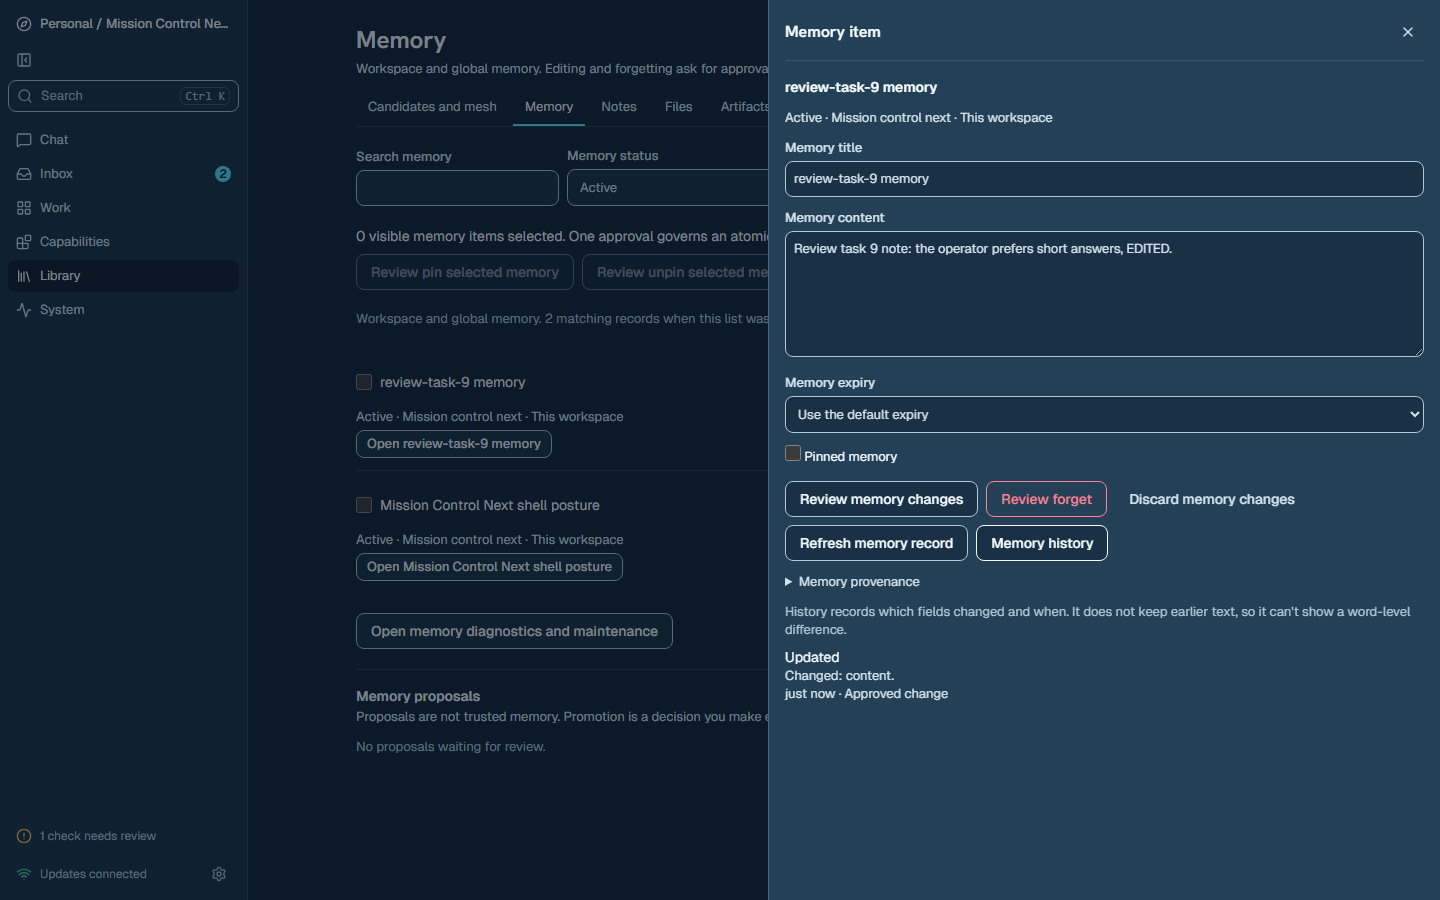 Personal / Mission Control Ne...
Search Ctrl K
Chat
Inbox 2
Work
Capabilities
Library
System
1 check needs review
Updates connected
Memory
Workspace and global memory. Editing and forgetting ask for approva
Candidates and mesh Memory Notes Files Artifacts
Search memory Memory status
Active
0 visible memory items selected. One approval governs an atomi
Review pin selected memory Review unpin selected me
Workspace and global memory. 2 matching records when this list was
review-task-9 memory
Active · Mission control next · This workspace
Open review-task-9 memory
Mission Control Next shell posture
Active · Mission control next · This workspace
Open Mission Control Next shell posture
Open memory diagnostics and maintenance
Memory proposals
Proposals are not trusted memory. Promotion is a decision you make e
No proposals waiting for review.
Memory item
review-task-9 memory
Active · Mission control next · This workspace
Memory title
review-task-9 memory
Memory content
Review task 9 note: the operator prefers short answers, EDITED.
Memory expiry
Use the default expiry
Pinned memory
Review memory changes Review forget Discard memory changes
Refresh memory record Memory history
Memory provenance
History records which fields changed and when. It does not keep earlier text, so it can't show a word-level
difference.
Updated
Changed: content.
just now · Approved change